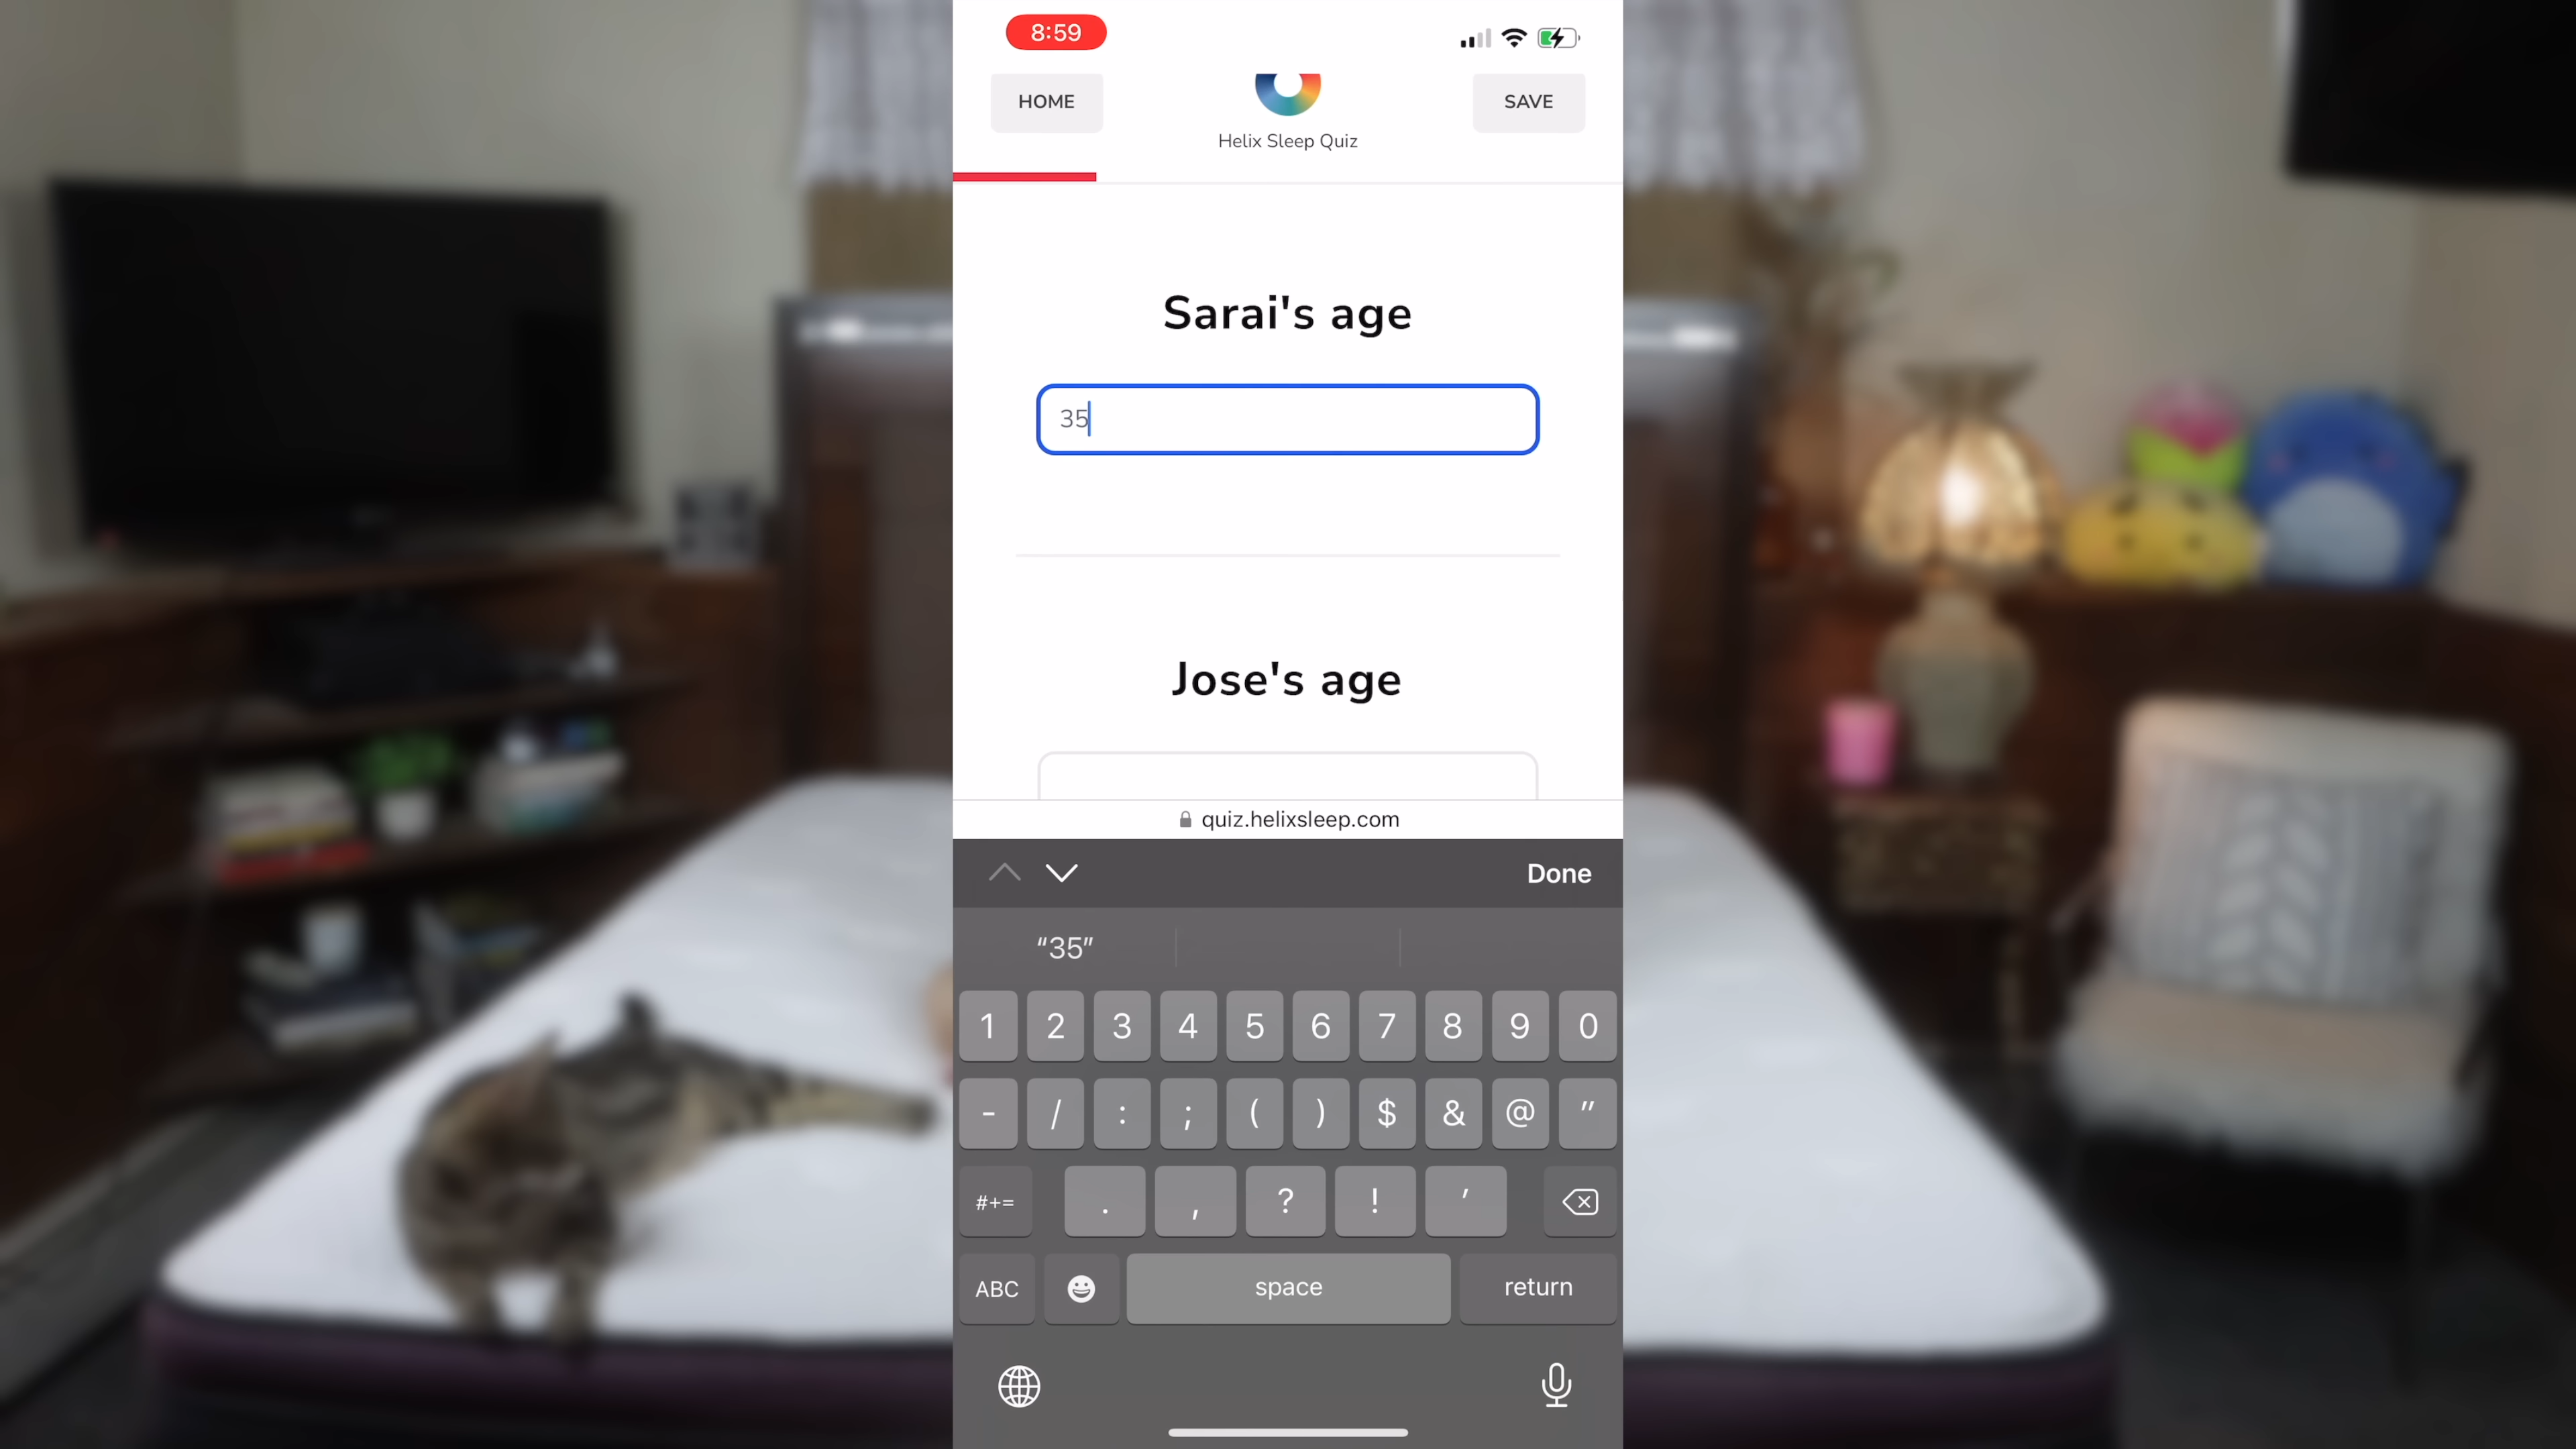 8:59
HOME
SAVE
Helix Sleep Quiz
Sarai's age
35
Jose's age
quiz.helixsleep.com
Done
“35”
1 2 3 4 5 6 7 8 9 0
- / : ; ( ) $ & @ "
#+= . , ? ! '
ABC space return